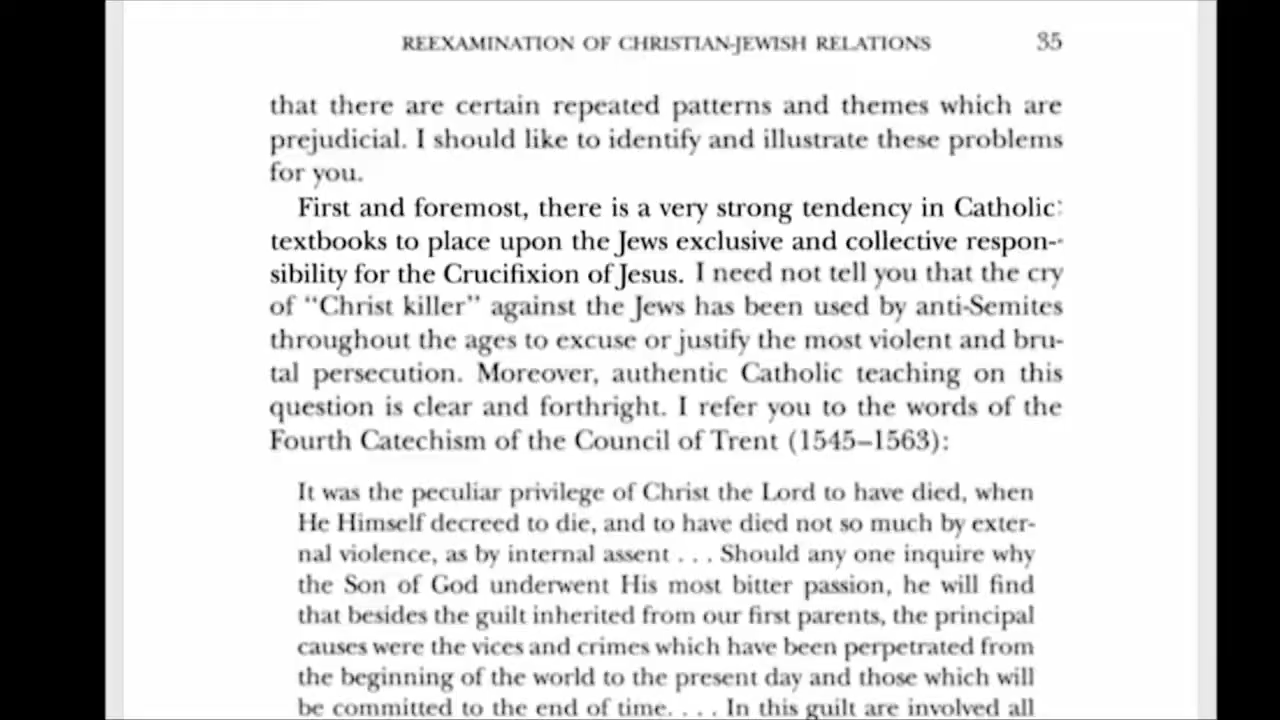 REEXAMINATION OF CHRISTIAN-JEWISH RELATIONS 35
that there are certain repeated patterns and themes which are
prejudicial. I should like to identify and illustrate these problems
for you.
First and foremost, there is a very strong tendency in Catholic
textbooks to place upon the Jews exclusive and collective respon-
sibility for the Crucifixion of Jesus. I need not tell you that the cry
of "Christ killer" against the Jews has been used by anti-Semites
throughout the ages to excuse or justify the most violent and bru-
tal persecution. Moreover, authentic Catholic teaching on this
question is clear and forthright. I refer you to the words of the
Fourth Catechism of the Council of Trent (1545–1563):
It was the peculiar privilege of Christ the Lord to have died, when
He Himself decreed to die, and to have died not so much by exter-
nal violence, as by internal assent . . . Should any one inquire why
the Son of God underwent His most bitter passion, he will find
that besides the guilt inherited from our first parents, the principal
causes were the vices and crimes which have been perpetrated from
the beginning of the world to the present day and those which will
be committed to the end of time. . . . In this guilt are involved all